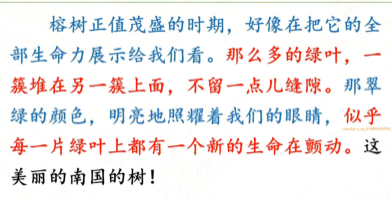 榕树正值茂盛的时期，好像在把它的全
部生命力展示给我们看。那么多的绿叶，一
簇堆在另一簇上面，不留一点儿缝隙。那翠
绿的颜色，明亮地照耀着我们的眼睛，似乎
每一片绿叶上都有一个新的生命在颤动。这
美丽的南国的树！